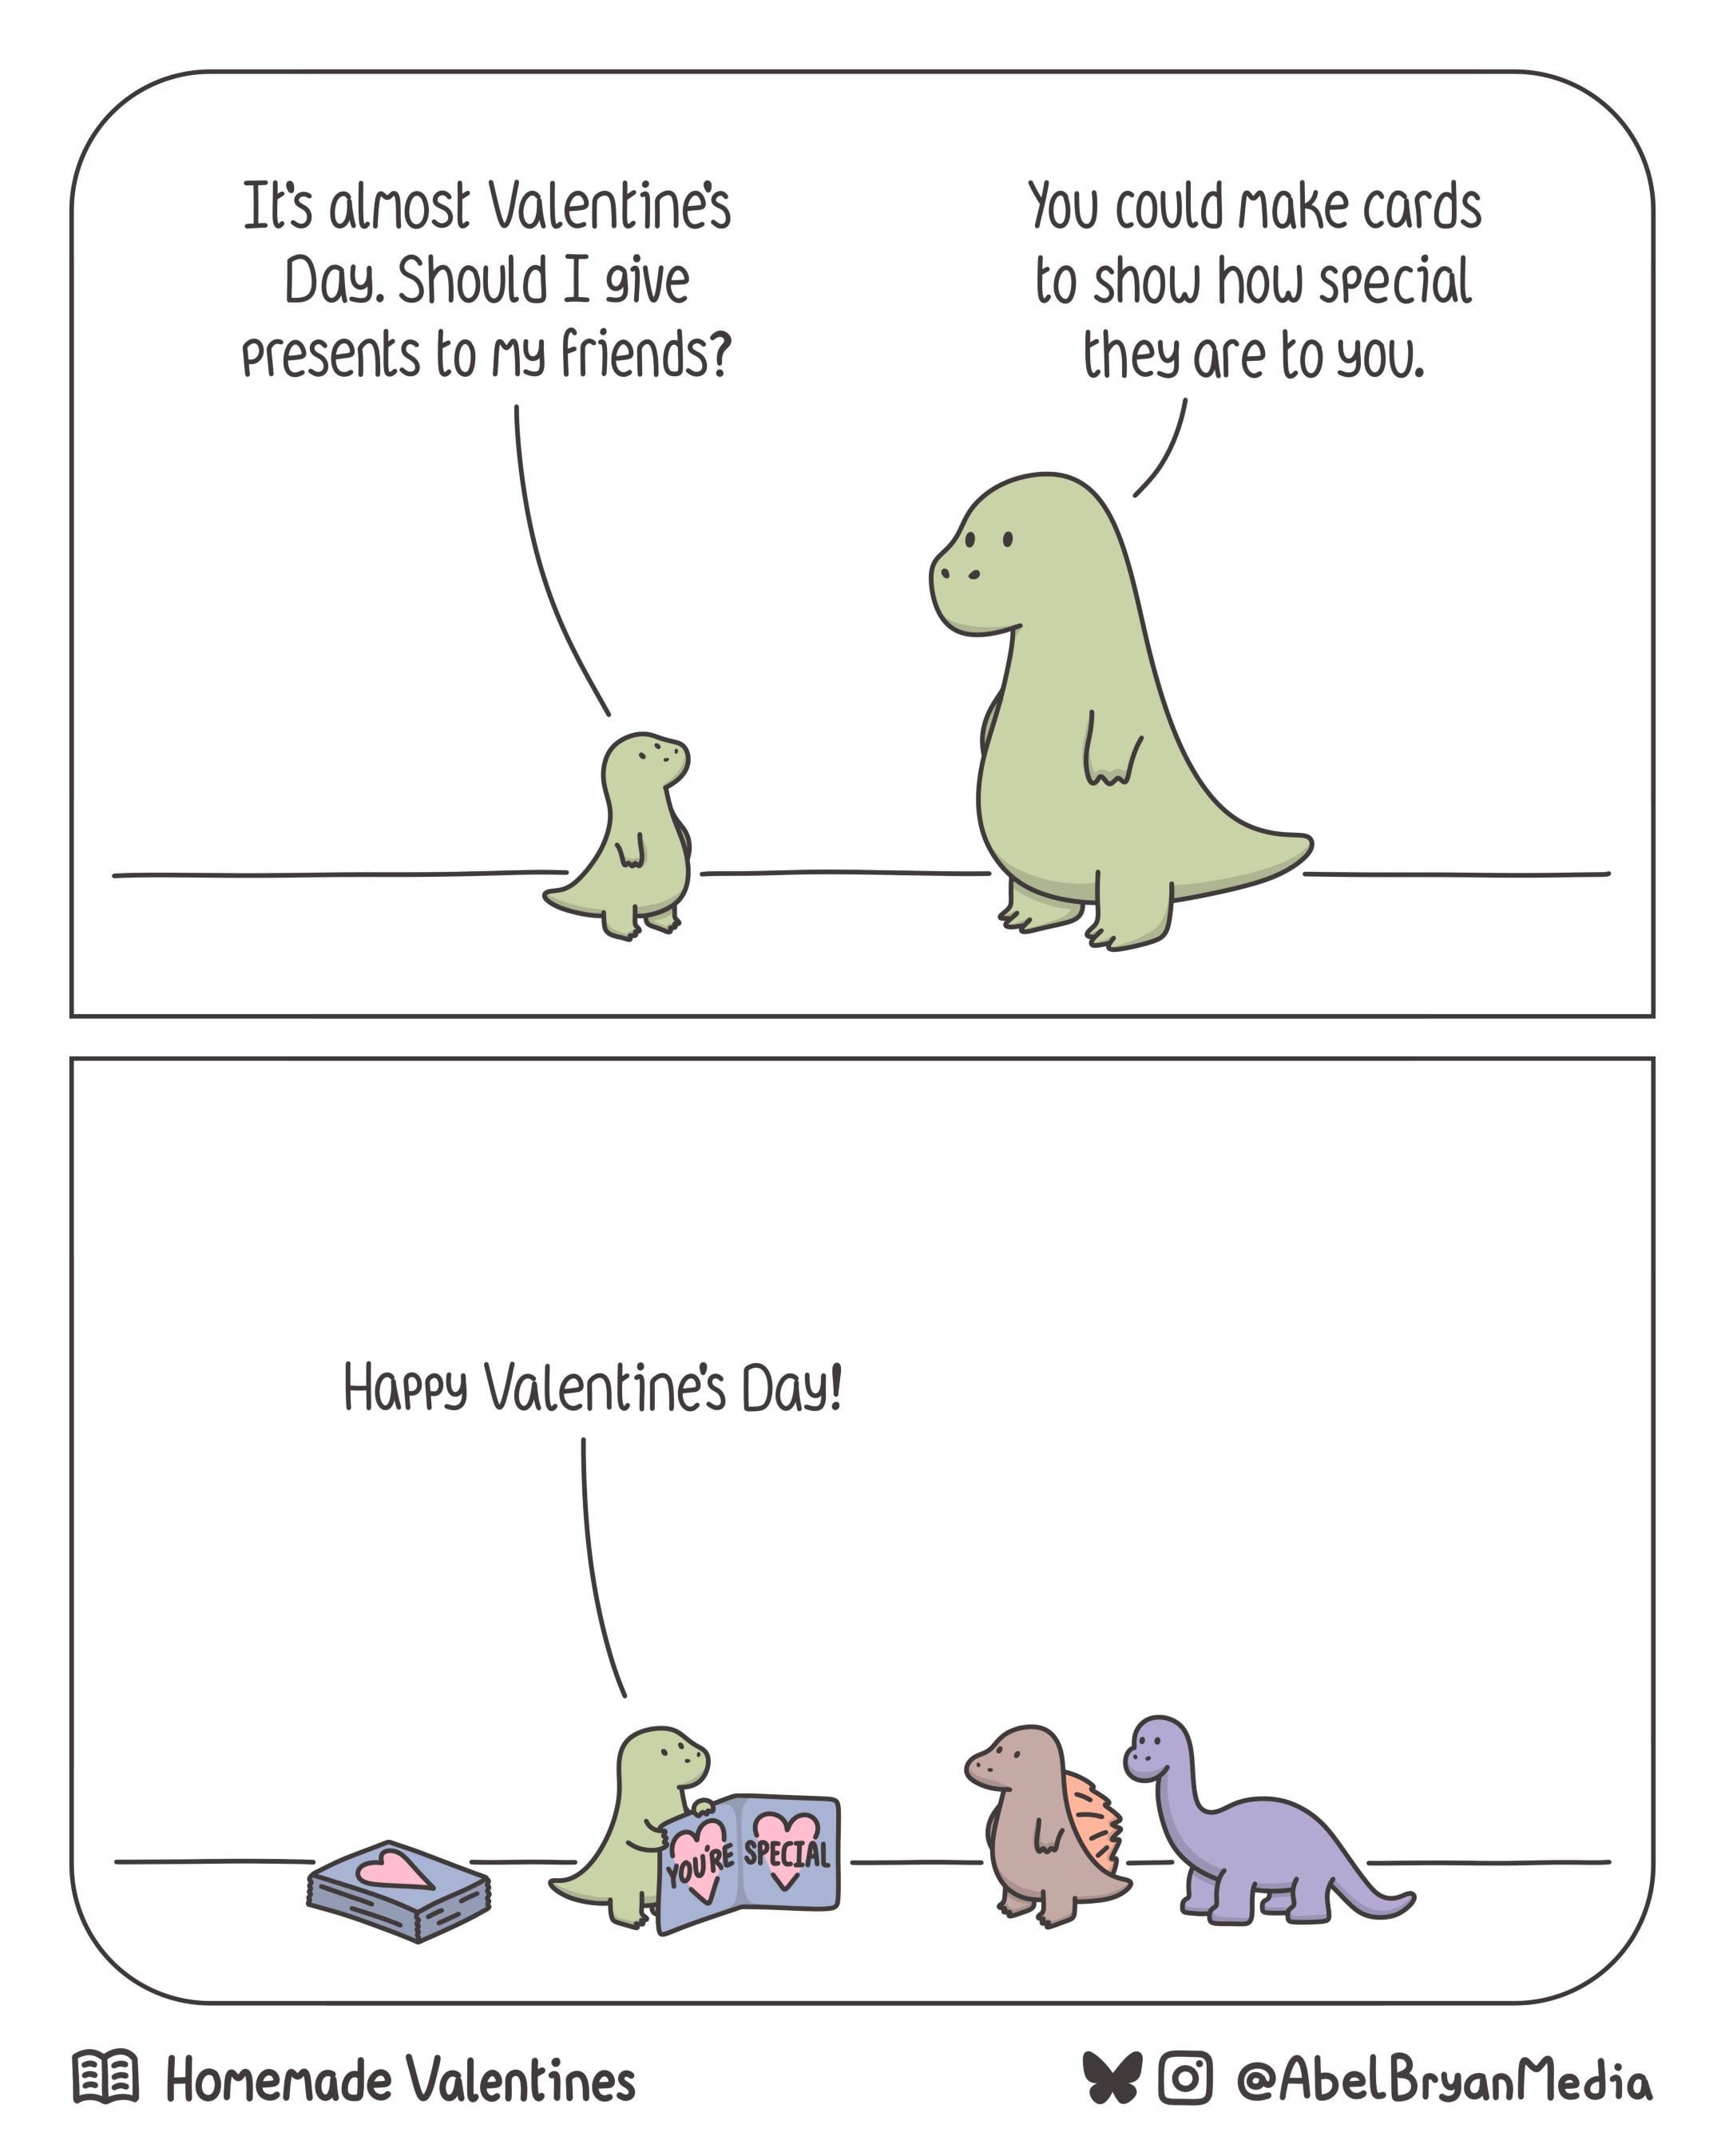 It's almost Valentine's
Day. Should I give
presents to my friends?
You could make cards
to show how special
they are to you.
Happy Valentine's Day!
YOU'RE SPECIAL
Homemade Valentines
@AbelBryanMedia